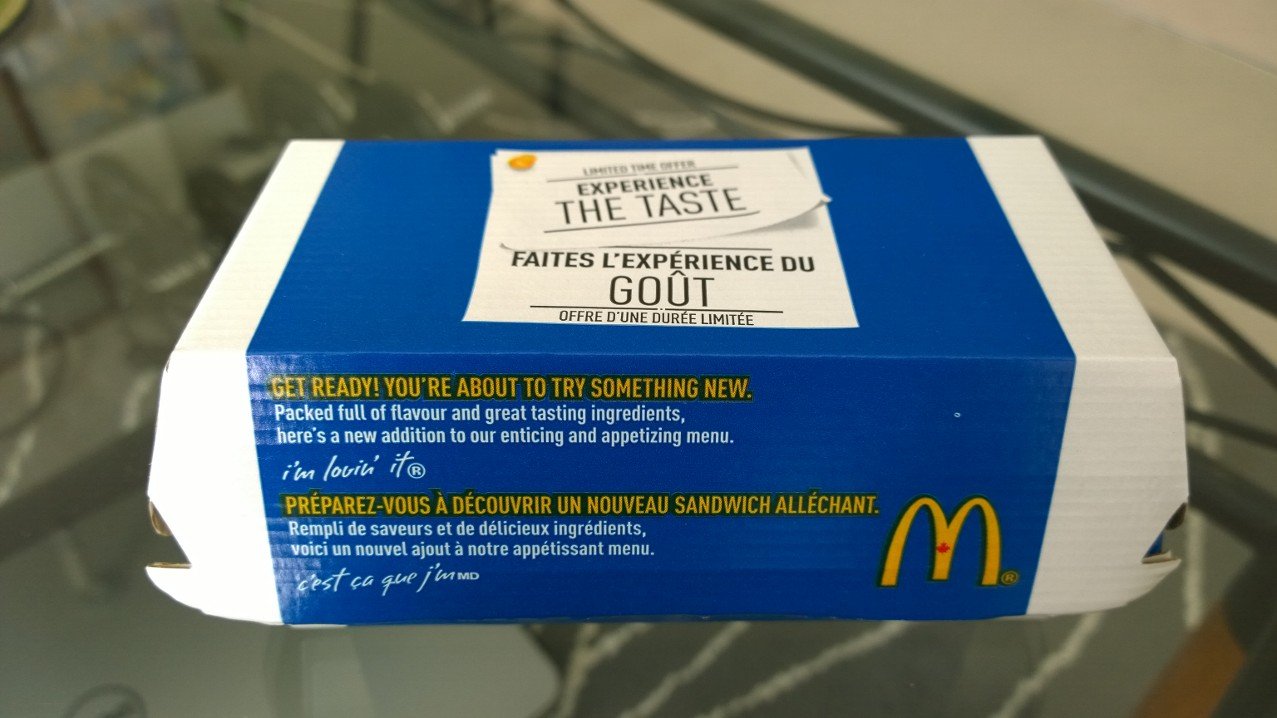 LIMITED TIME OFFER
EXPERIENCE
THE TASTE
FAITES L'EXPÉRIENCE DU
GOÛT
OFFRE D'UNE DURÉE LIMITÉE
GET READY! YOU'RE ABOUT TO TRY SOMETHING NEW.
Packed full of flavour and great tasting ingredients,
here's a new addition to our enticing and appetizing menu.
i'm lovin' it®
PRÉPAREZ-VOUS À DÉCOUVRIR UN NOUVEAU SANDWICH ALLÉCHANT.
Rempli de saveurs et de délicieux ingrédients,
voici un nouvel ajout à notre appétissant menu.
c'est ça que j'm MD
M®